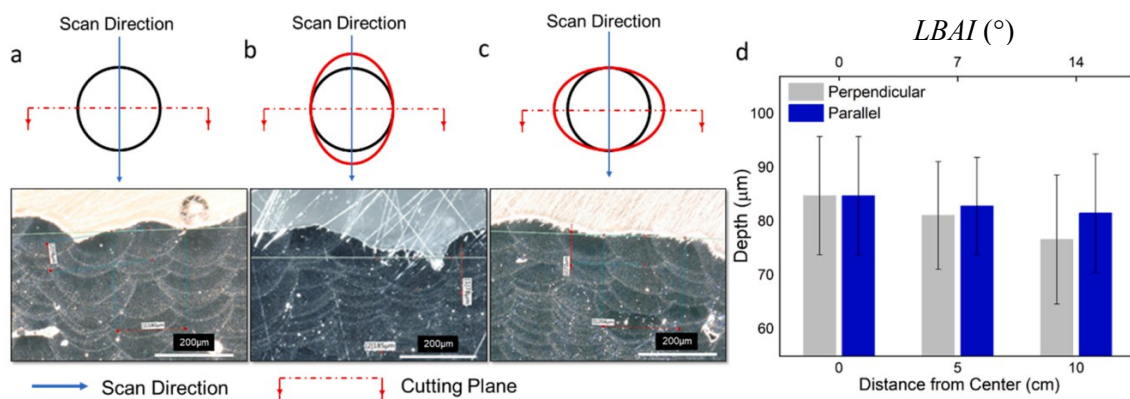 Scan Direction
Scan Direction
Scan Direction
LBAI (°)
a
b
c
d
0
7
14
Perpendicular
Parallel
100
90
80
70
60
Depth (μm)
200μm
200μm
200μm
0
5
10
Distance from Center (cm)
Scan Direction
Cutting Plane